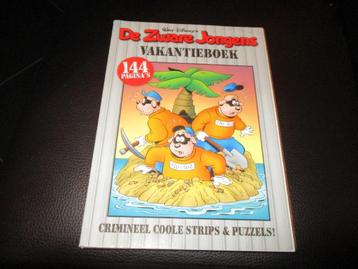 Walt Disney's
De Zware Jongens
VAKANTIEBOEK
144
PAGINA'S
CRIMINEEL COOLE STRIPS & PUZZELS!